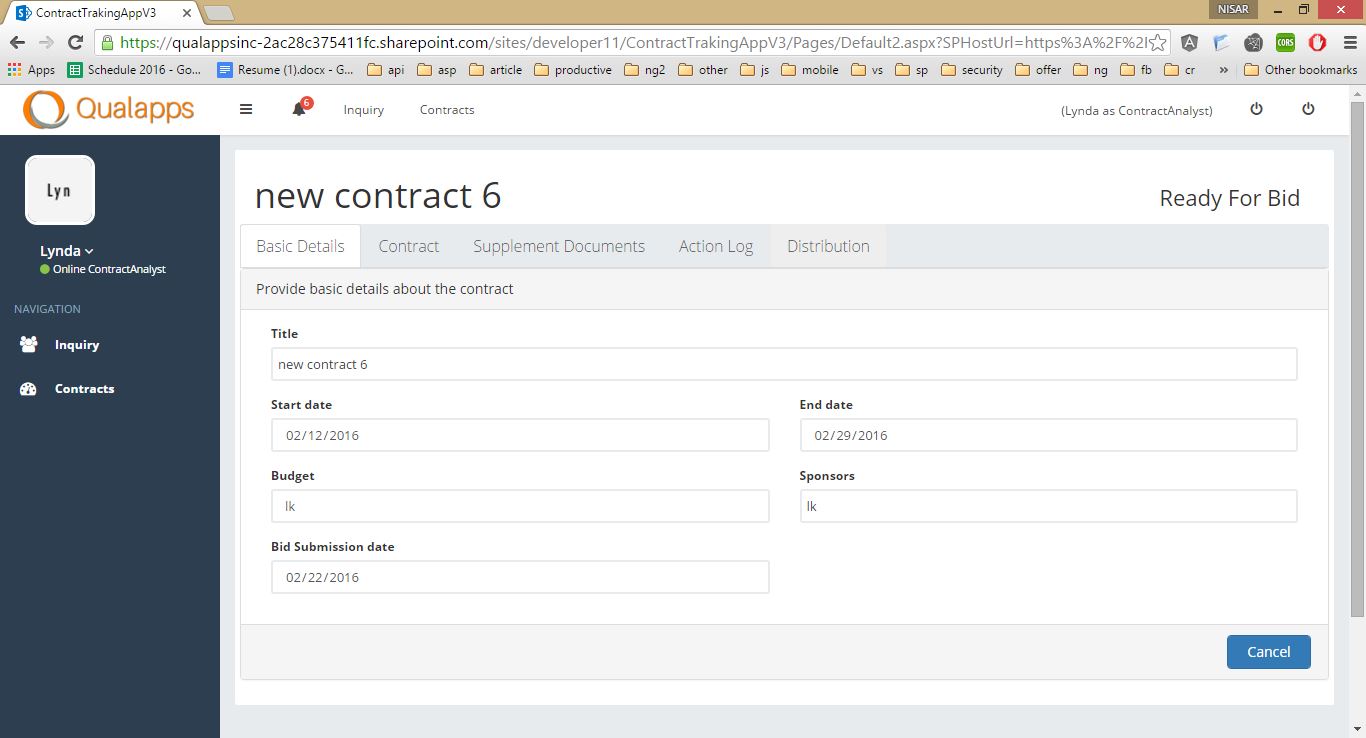 ContractTrakingAppV3
NISAR
https://qualappsinc-2ac28c375411fc.sharepoint.com/sites/developer11/ContractTrakingAppV3/Pages/Default2.aspx?SPHostUrl=https%3A%2F%2F
CORS
Apps Schedule 2016 - Go... Resume (1).docx - G... api asp article productive ng2 other js mobile vs sp security offer ng fb cr » Other bookmarks
Qualapps 6 Inquiry Contracts (Lynda as ContractAnalyst)
Lyn
Lynda
Online ContractAnalyst
NAVIGATION
Inquiry
Contracts
new contract 6 Ready For Bid
Basic Details Contract Supplement Documents Action Log Distribution
Provide basic details about the contract
Title
new contract 6
Start date End date
02/12/2016 02/29/2016
Budget Sponsors
lk lk
Bid Submission date
02/22/2016
Cancel